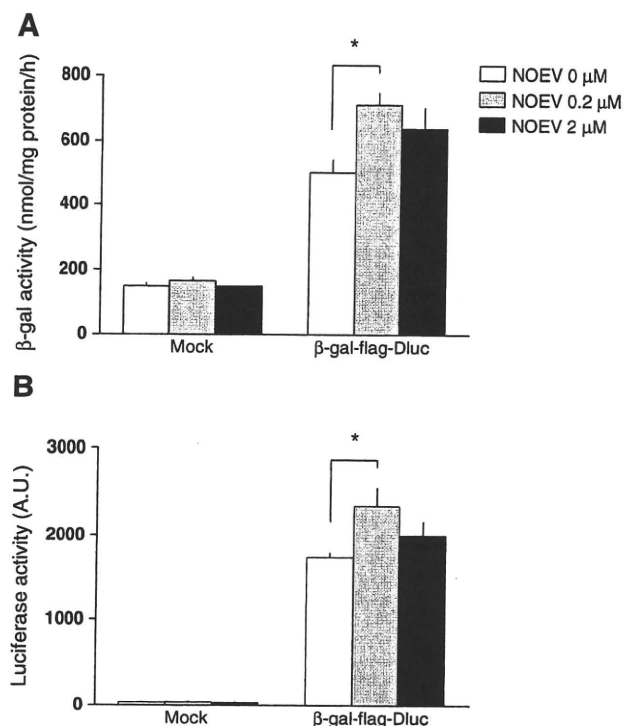 A
*
800
600
400
200
0
β-gal activity (nmol/mg protein/h)
Mock
β-gal-flag-Dluc
NOEV 0 μM
NOEV 0.2 μM
NOEV 2 μM
B
*
3000
2000
1000
0
Luciferase activity (A.U.)
Mock
β-gal-flag-Dluc